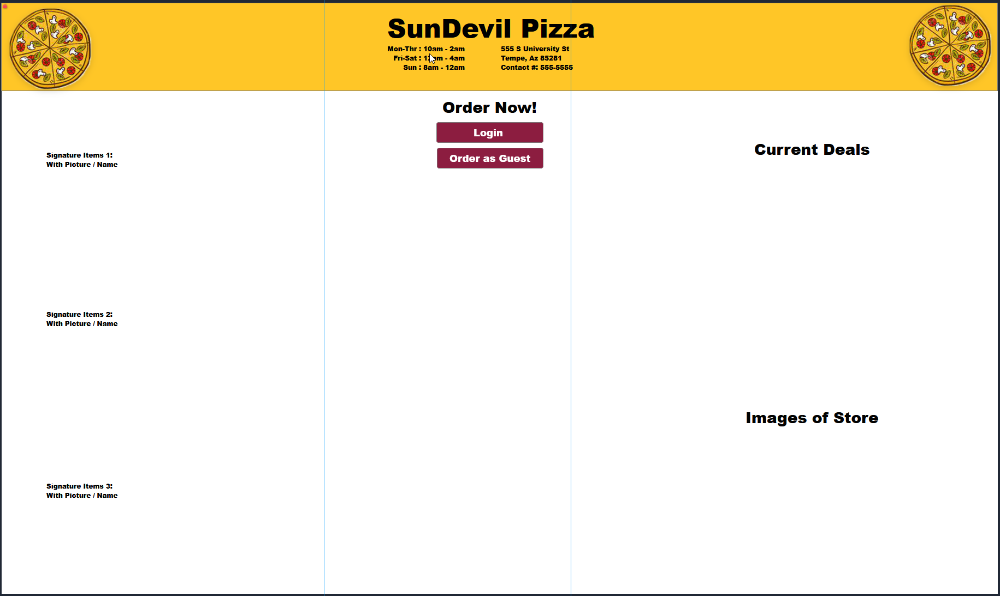 SunDevil Pizza
Mon-Thr : 10am - 2am
Fri-Sat : - 4am
Sun : 8am - 12am
555 S University St
Tempe, Az 85281
Contact #: 555-5555
Order Now!
Login
Order as Guest
Signature Items 1:
With Picture / Name
Signature Items 2:
With Picture / Name
Signature Items 3:
With Picture / Name
Current Deals
Images of Store